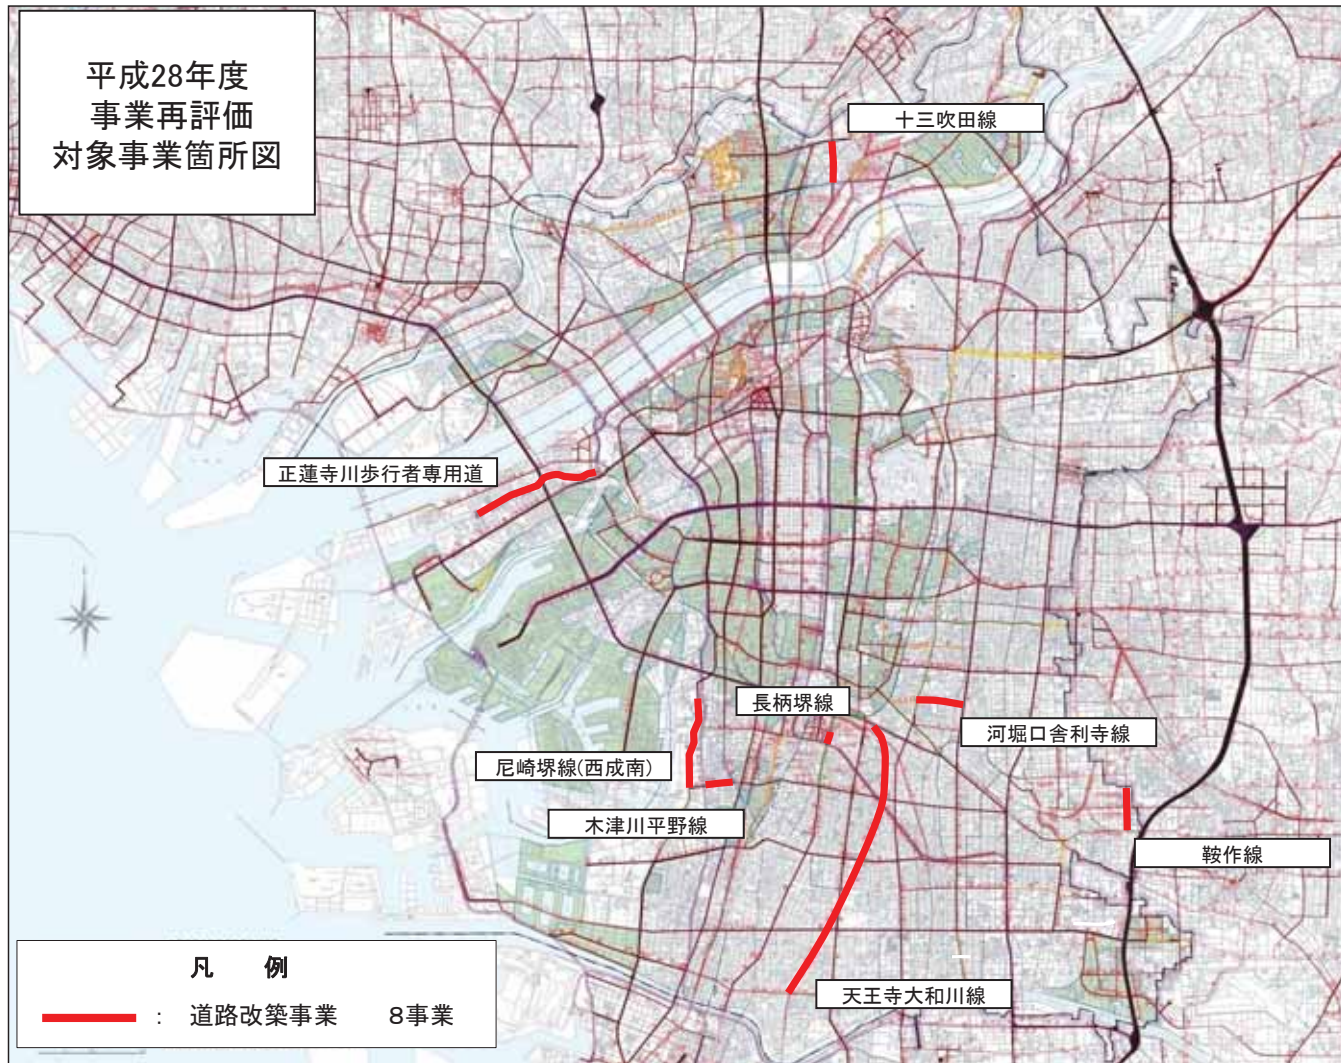 平成28年度
事業再評価
対象事業箇所図
十三吹田線
正蓮寺川歩行者専用道
長柄堺線
河堀口舎利寺線
尼崎堺線(西成南)
木津川平野線
鞍作線
天王寺大和川線
凡　例
： 道路改築事業　8事業